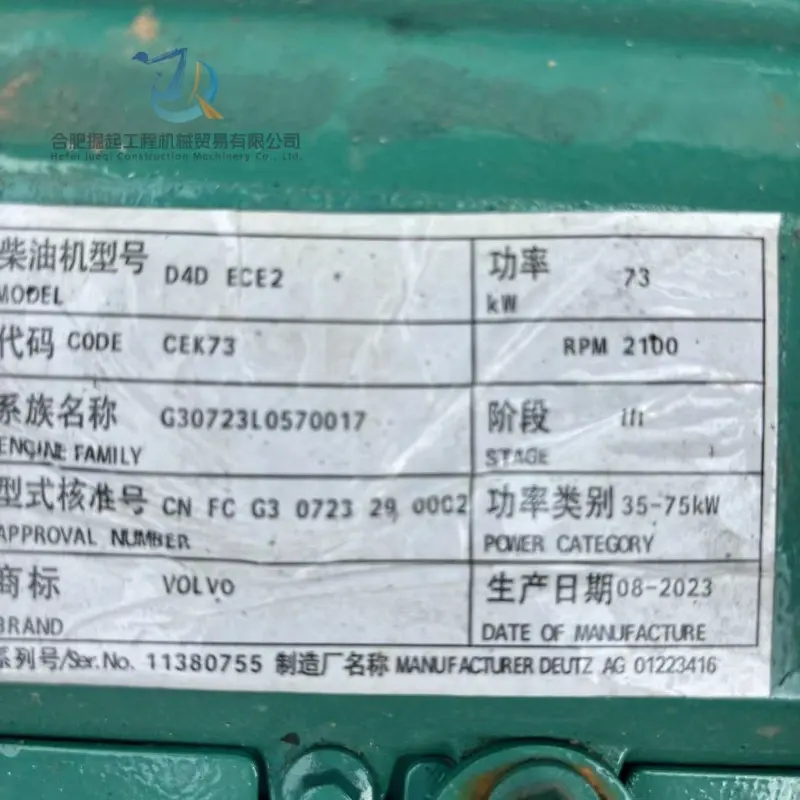 合肥掘起工程机械贸易有限公司
Hefei Jueqi Construction Machinery Co., Ltd.
柴油机型号 D4D ECE2 功率 73
MODEL kW
代码 CODE CEK73 RPM 2100
系族名称 G30723L0570017 阶段 III
ENGINE FAMILY STAGE
型式核准号 CN FC G3 0723 29 0002 功率类别 35-75kW
APPROVAL NUMBER POWER CATEGORY
商标 VOLVO 生产日期 08-2023
BRAND DATE OF MANUFACTURE
系列号/Ser.No. 11380755 制造厂名称 MANUFACTURER DEUTZ AG 01223416